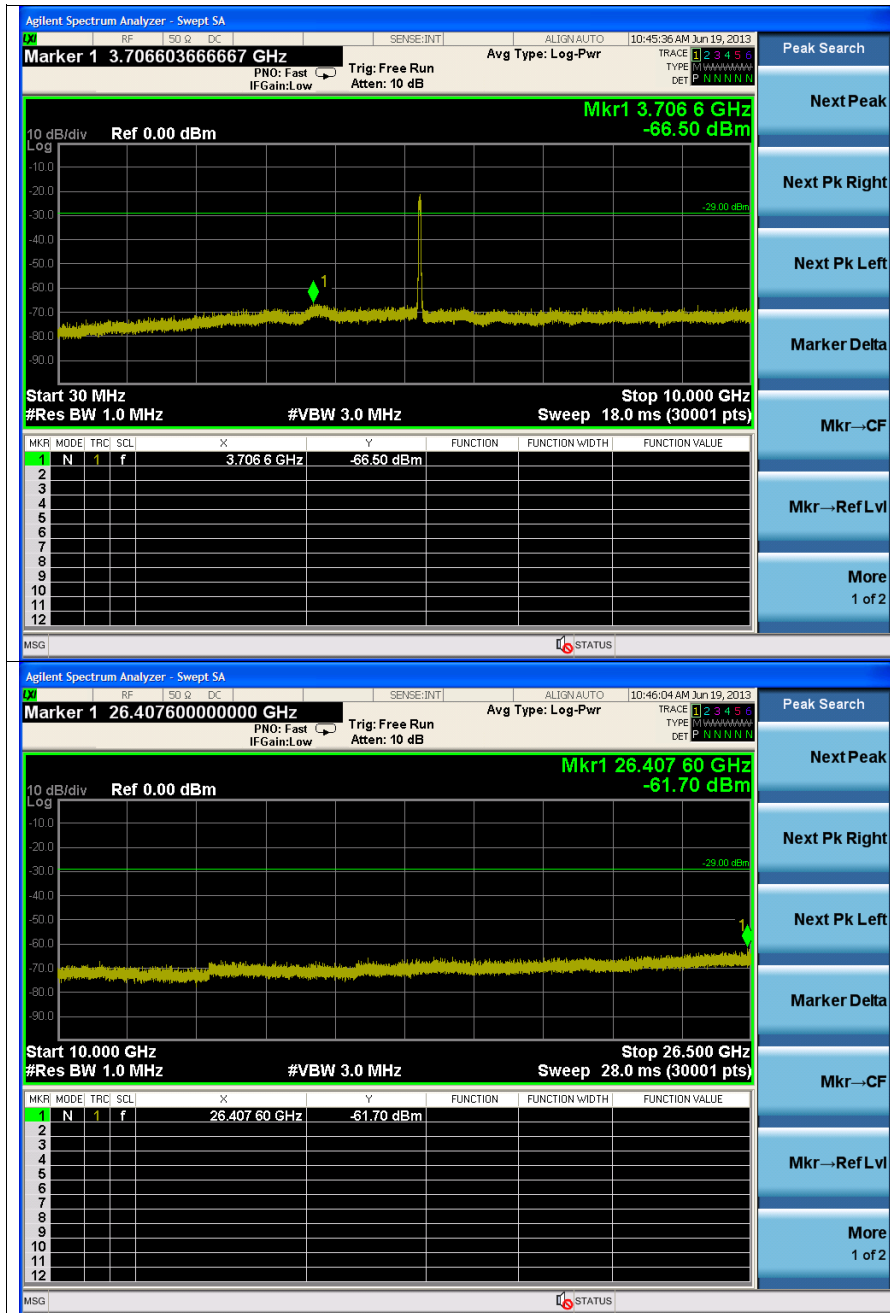 Agilent Spectrum Analyzer - Swept SA
LXI RF 50 Ω DC SENSE:INT ALIGN AUTO 10:45:36 AM Jun 19, 2013
Marker 1 3.706603666667 GHz
PNO: Fast
IFGain:Low
Trig: Free Run
Atten: 10 dB
Avg Type: Log-Pwr
TRACE 1 2 3 4 5 6
TYPE M WWWWW
DET P N N N N N
Peak Search
Mkr1 3.706 6 GHz
-66.50 dBm
10 dB/div Ref 0.00 dBm
Log
-10.0
-20.0
-30.0
-40.0
-50.0
-60.0
-70.0
-80.0
-90.0
-29.00 dBm
1
Start 30 MHz Stop 10.000 GHz
#Res BW 1.0 MHz #VBW 3.0 MHz Sweep 18.0 ms (30001 pts)
MKR MODE TRC SCL X Y FUNCTION FUNCTION WIDTH FUNCTION VALUE
1 N 1 f 3.706 6 GHz -66.50 dBm
2
3
4
5
6
7
8
9
10
11
12
MSG STATUS
Next Peak
Next Pk Right
Next Pk Left
Marker Delta
Mkr→CF
Mkr→Ref Lvl
More
1 of 2
Agilent Spectrum Analyzer - Swept SA
LXI RF 50 Ω DC SENSE:INT ALIGN AUTO 10:46:04 AM Jun 19, 2013
Marker 1 26.407600000000 GHz
PNO: Fast
IFGain:Low
Trig: Free Run
Atten: 10 dB
Avg Type: Log-Pwr
TRACE 1 2 3 4 5 6
TYPE M WWWWW
DET P N N N N N
Peak Search
Mkr1 26.407 60 GHz
-61.70 dBm
10 dB/div Ref 0.00 dBm
Log
-10.0
-20.0
-30.0
-40.0
-50.0
-60.0
-70.0
-80.0
-90.0
-29.00 dBm
1
Start 10.000 GHz Stop 26.500 GHz
#Res BW 1.0 MHz #VBW 3.0 MHz Sweep 28.0 ms (30001 pts)
MKR MODE TRC SCL X Y FUNCTION FUNCTION WIDTH FUNCTION VALUE
1 N 1 f 26.407 60 GHz -61.70 dBm
2
3
4
5
6
7
8
9
10
11
12
MSG STATUS
Next Peak
Next Pk Right
Next Pk Left
Marker Delta
Mkr→CF
Mkr→Ref Lvl
More
1 of 2